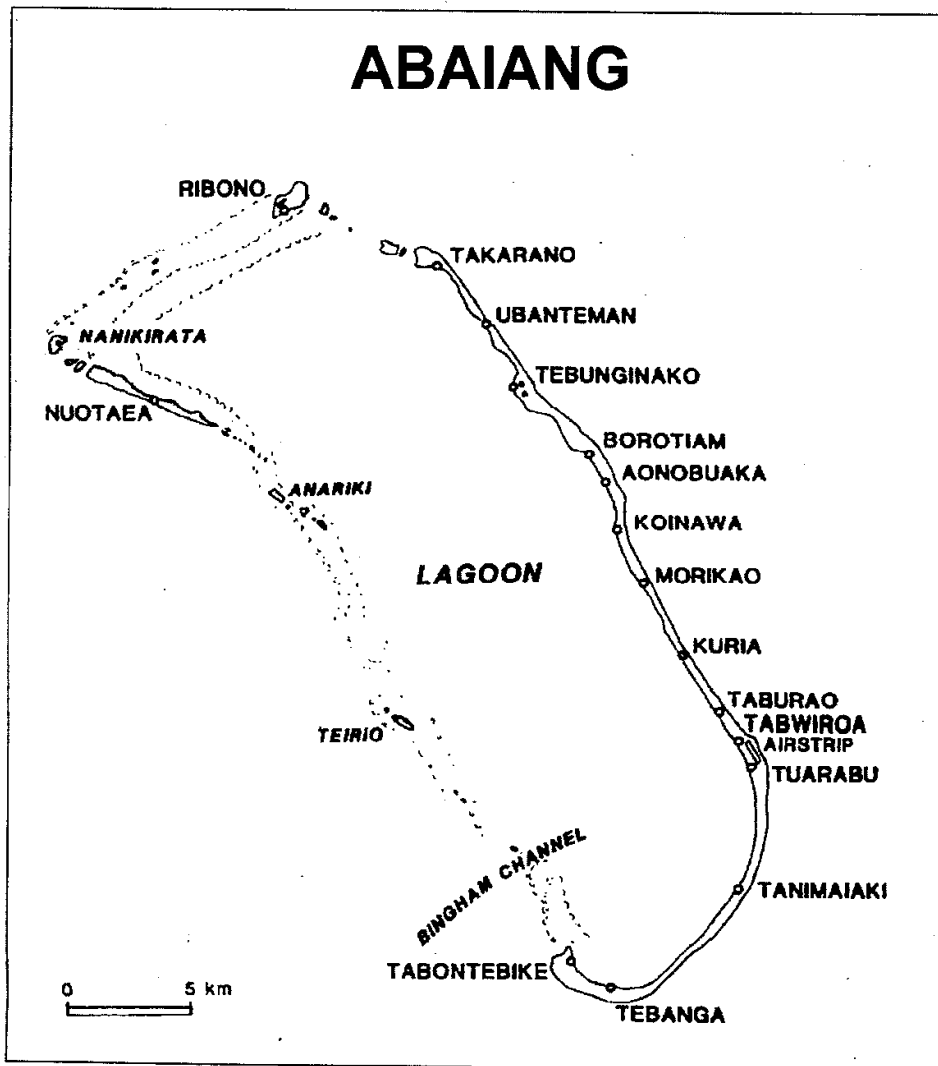 ABAIANG
RIBONO
TAKARANO
UBANTEMAN
NANIKIRATA
TEBUNGINAKO
NUOTAEA
BOROTIAM
AONOBUAKA
ANARIKI
KOINAWA
LAGOON
MORIKAO
KURIA
TABURAO
TABWIROA
TEIRIO
AIRSTRIP
TUARABU
BINGHAM CHANNEL
TANIMAIAKI
TABONTEBIKE
0 5 km
TEBANGA